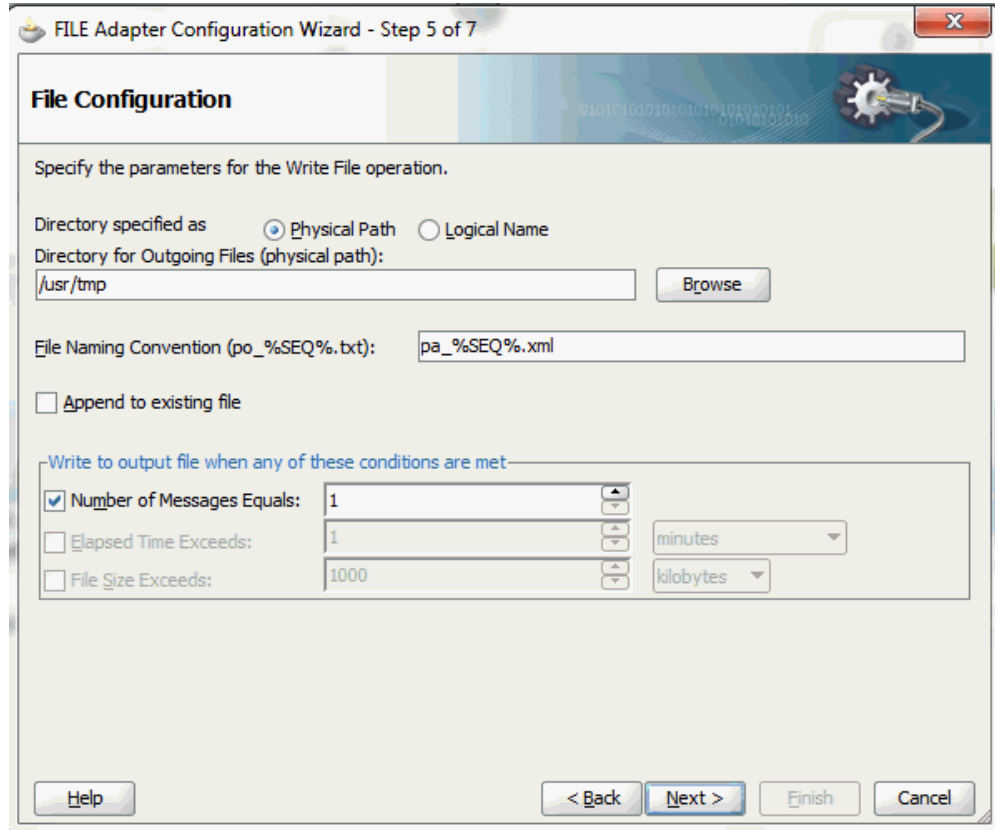 FILE Adapter Configuration Wizard - Step 5 of 7
File Configuration
Specify the parameters for the Write File operation.
Directory specified as Physical Path Logical Name
Directory for Outgoing Files (physical path):
/usr/tmp Browse
File Naming Convention (po_%SEQ%.txt): pa_%SEQ%.xml
Append to existing file
Write to output file when any of these conditions are met
Number of Messages Equals: 1
Elapsed Time Exceeds: 1 minutes
File Size Exceeds: 1000 kilobytes
Help < Back Next > Finish Cancel